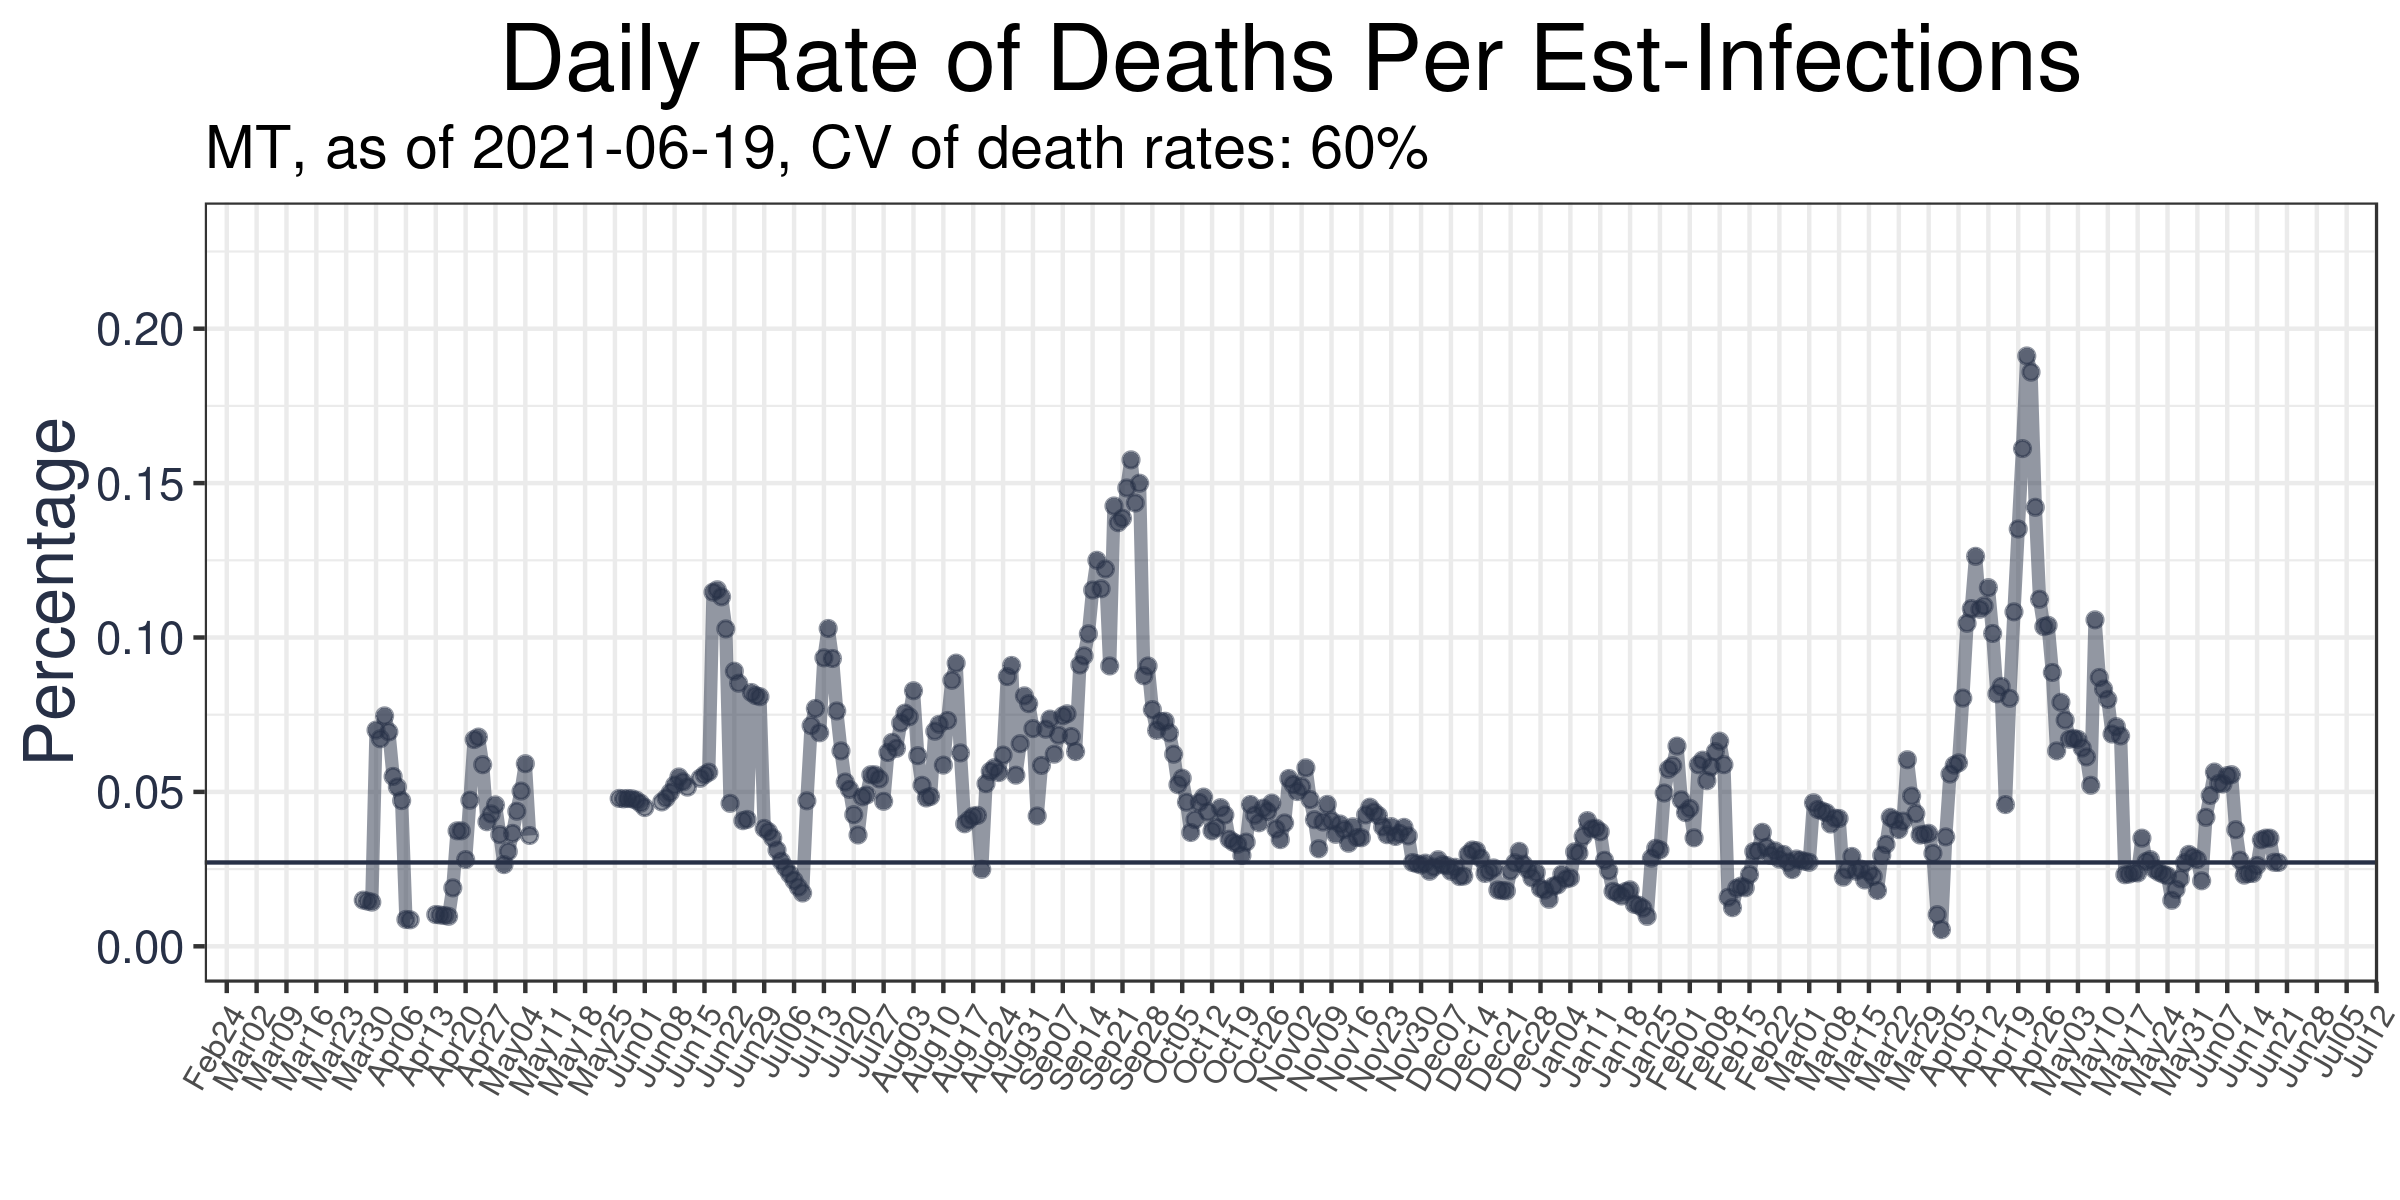 Daily Rate of Deaths Per Est-Infections
MT, as of 2021-06-19, CV of death rates: 60%
Percentage
0.20
0.15
0.10
0.05
0.00
Feb24 Mar02 Mar09 Mar16 Mar23 Mar30 Apr06 Apr13 Apr20 Apr27 May04 May11 May18 May25 Jun01 Jun08 Jun15 Jun22 Jun29 Jul06 Jul13 Jul20 Jul27 Aug03 Aug10 Aug17 Aug24 Aug31 Sep07 Sep14 Sep21 Sep28 Oct05 Oct12 Oct19 Oct26 Nov02 Nov09 Nov16 Nov23 Nov30 Dec07 Dec14 Dec21 Dec28 Jan04 Jan11 Jan18 Jan25 Feb01 Feb08 Feb15 Feb22 Mar01 Mar08 Mar15 Mar22 Mar29 Apr05 Apr12 Apr19 Apr26 May03 May10 May17 May24 May31 Jun07 Jun14 Jun21 Jun28 Jul05 Jul12